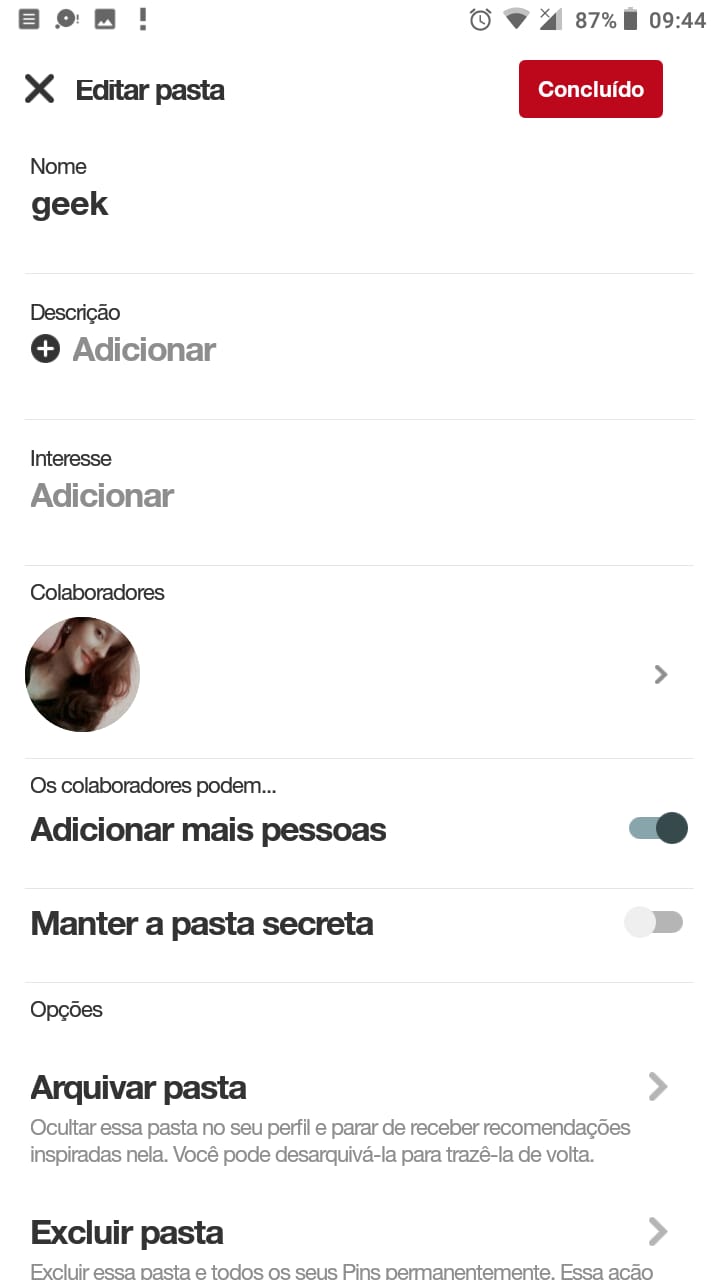 87% 09:44
Editar pasta Concluído
Nome
geek
Descrição
Adicionar
Interesse
Adicionar
Colaboradores
Os colaboradores podem...
Adicionar mais pessoas
Manter a pasta secreta
Opções
Arquivar pasta
Ocultar essa pasta no seu perfil e parar de receber recomendações
inspiradas nela. Você pode desarquivá-la para trazê-la de volta.
Excluir pasta
Excluir essa pasta e todos os seus Pins permanentemente. Essa ação